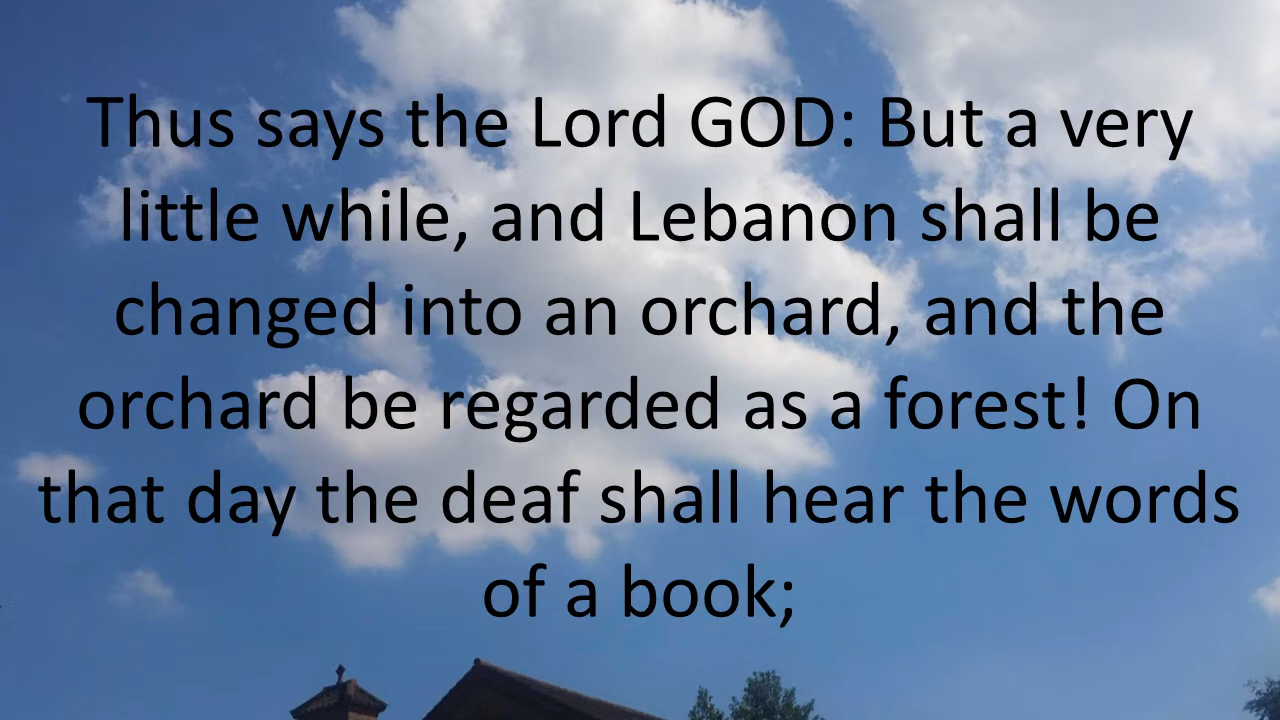 Thus says the Lord GOD: But a very
little while, and Lebanon shall be
changed into an orchard, and the
orchard be regarded as a forest! On
that day the deaf shall hear the words
of a book;